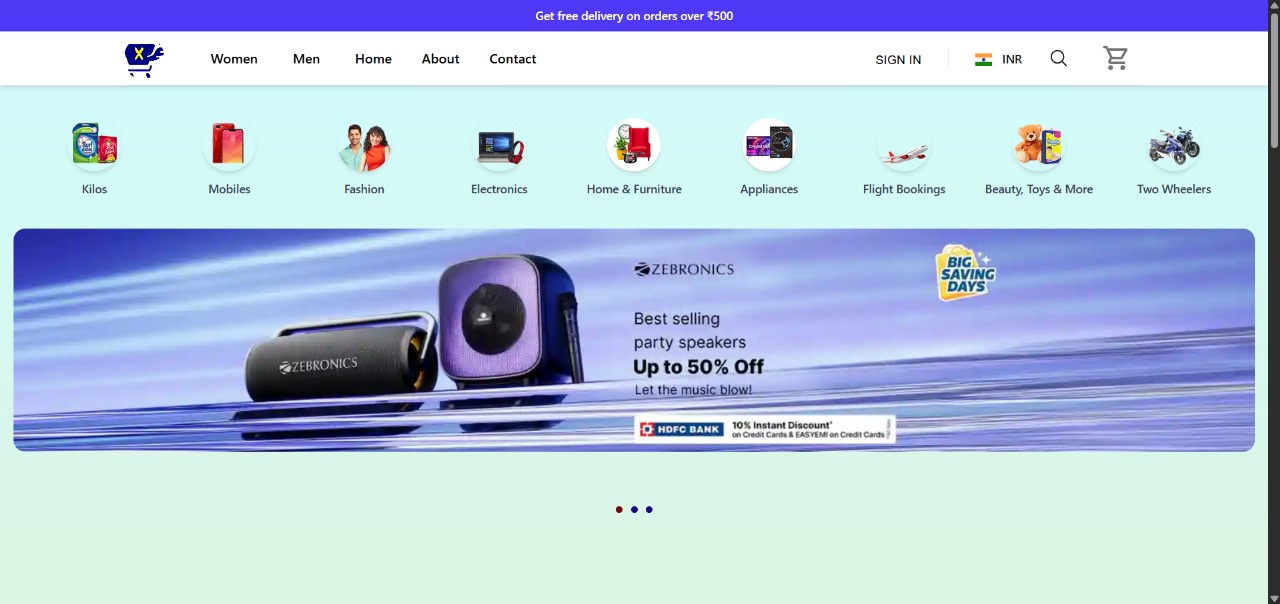 Get free delivery on orders over ₹500
X
Women Men Home About Contact SIGN IN INR
Surf
Kilos Mobiles Fashion Electronics Home & Furniture Appliances Flight Bookings Beauty, Toys & More Two Wheelers
ZEBRONICS
BIG
SAVING
DAYS
Best selling
party speakers
Up to 50% Off
Let the music blow!
ZEBRONICS
HDFC BANK
10% Instant Discount*
on Credit Cards & EASYEMI on Credit Cards